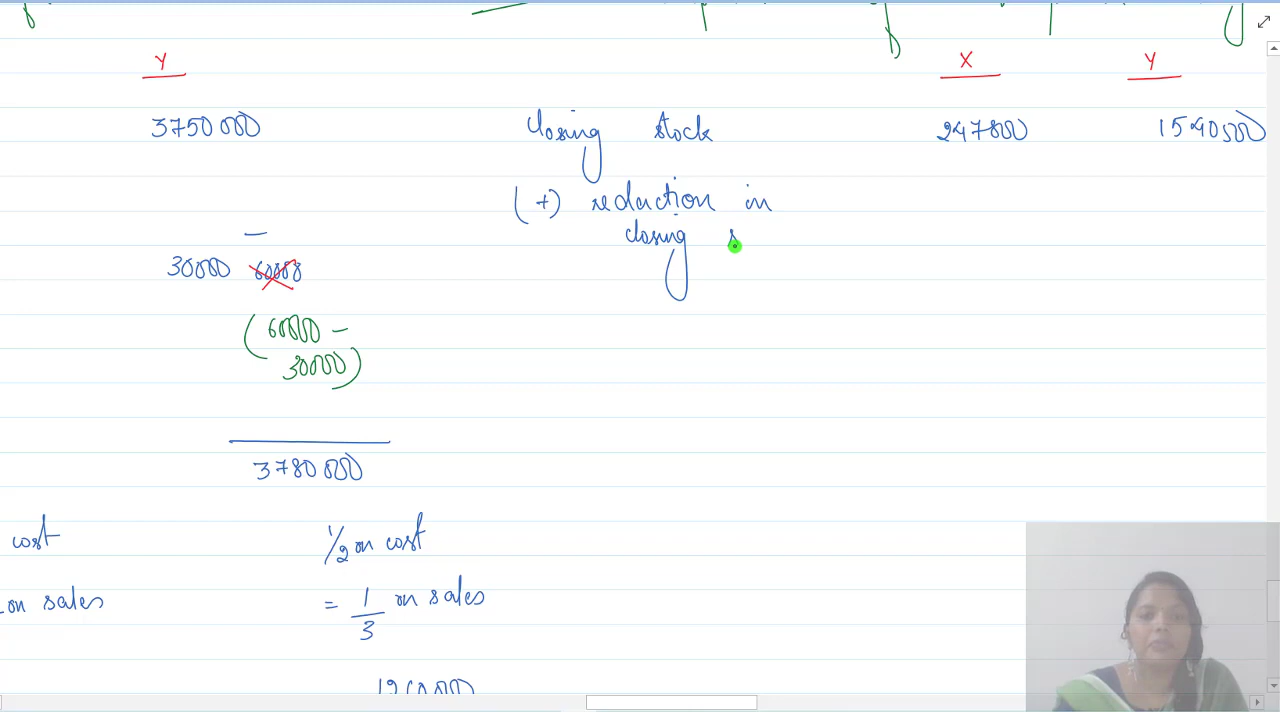 Y X Y
3750000 closing stock 247800 1540500
(+) reduction in
closing s
30000 60000
(60000 -
30000)
3780000
cost 1/2 on cost
on sales = 1/3 on sales